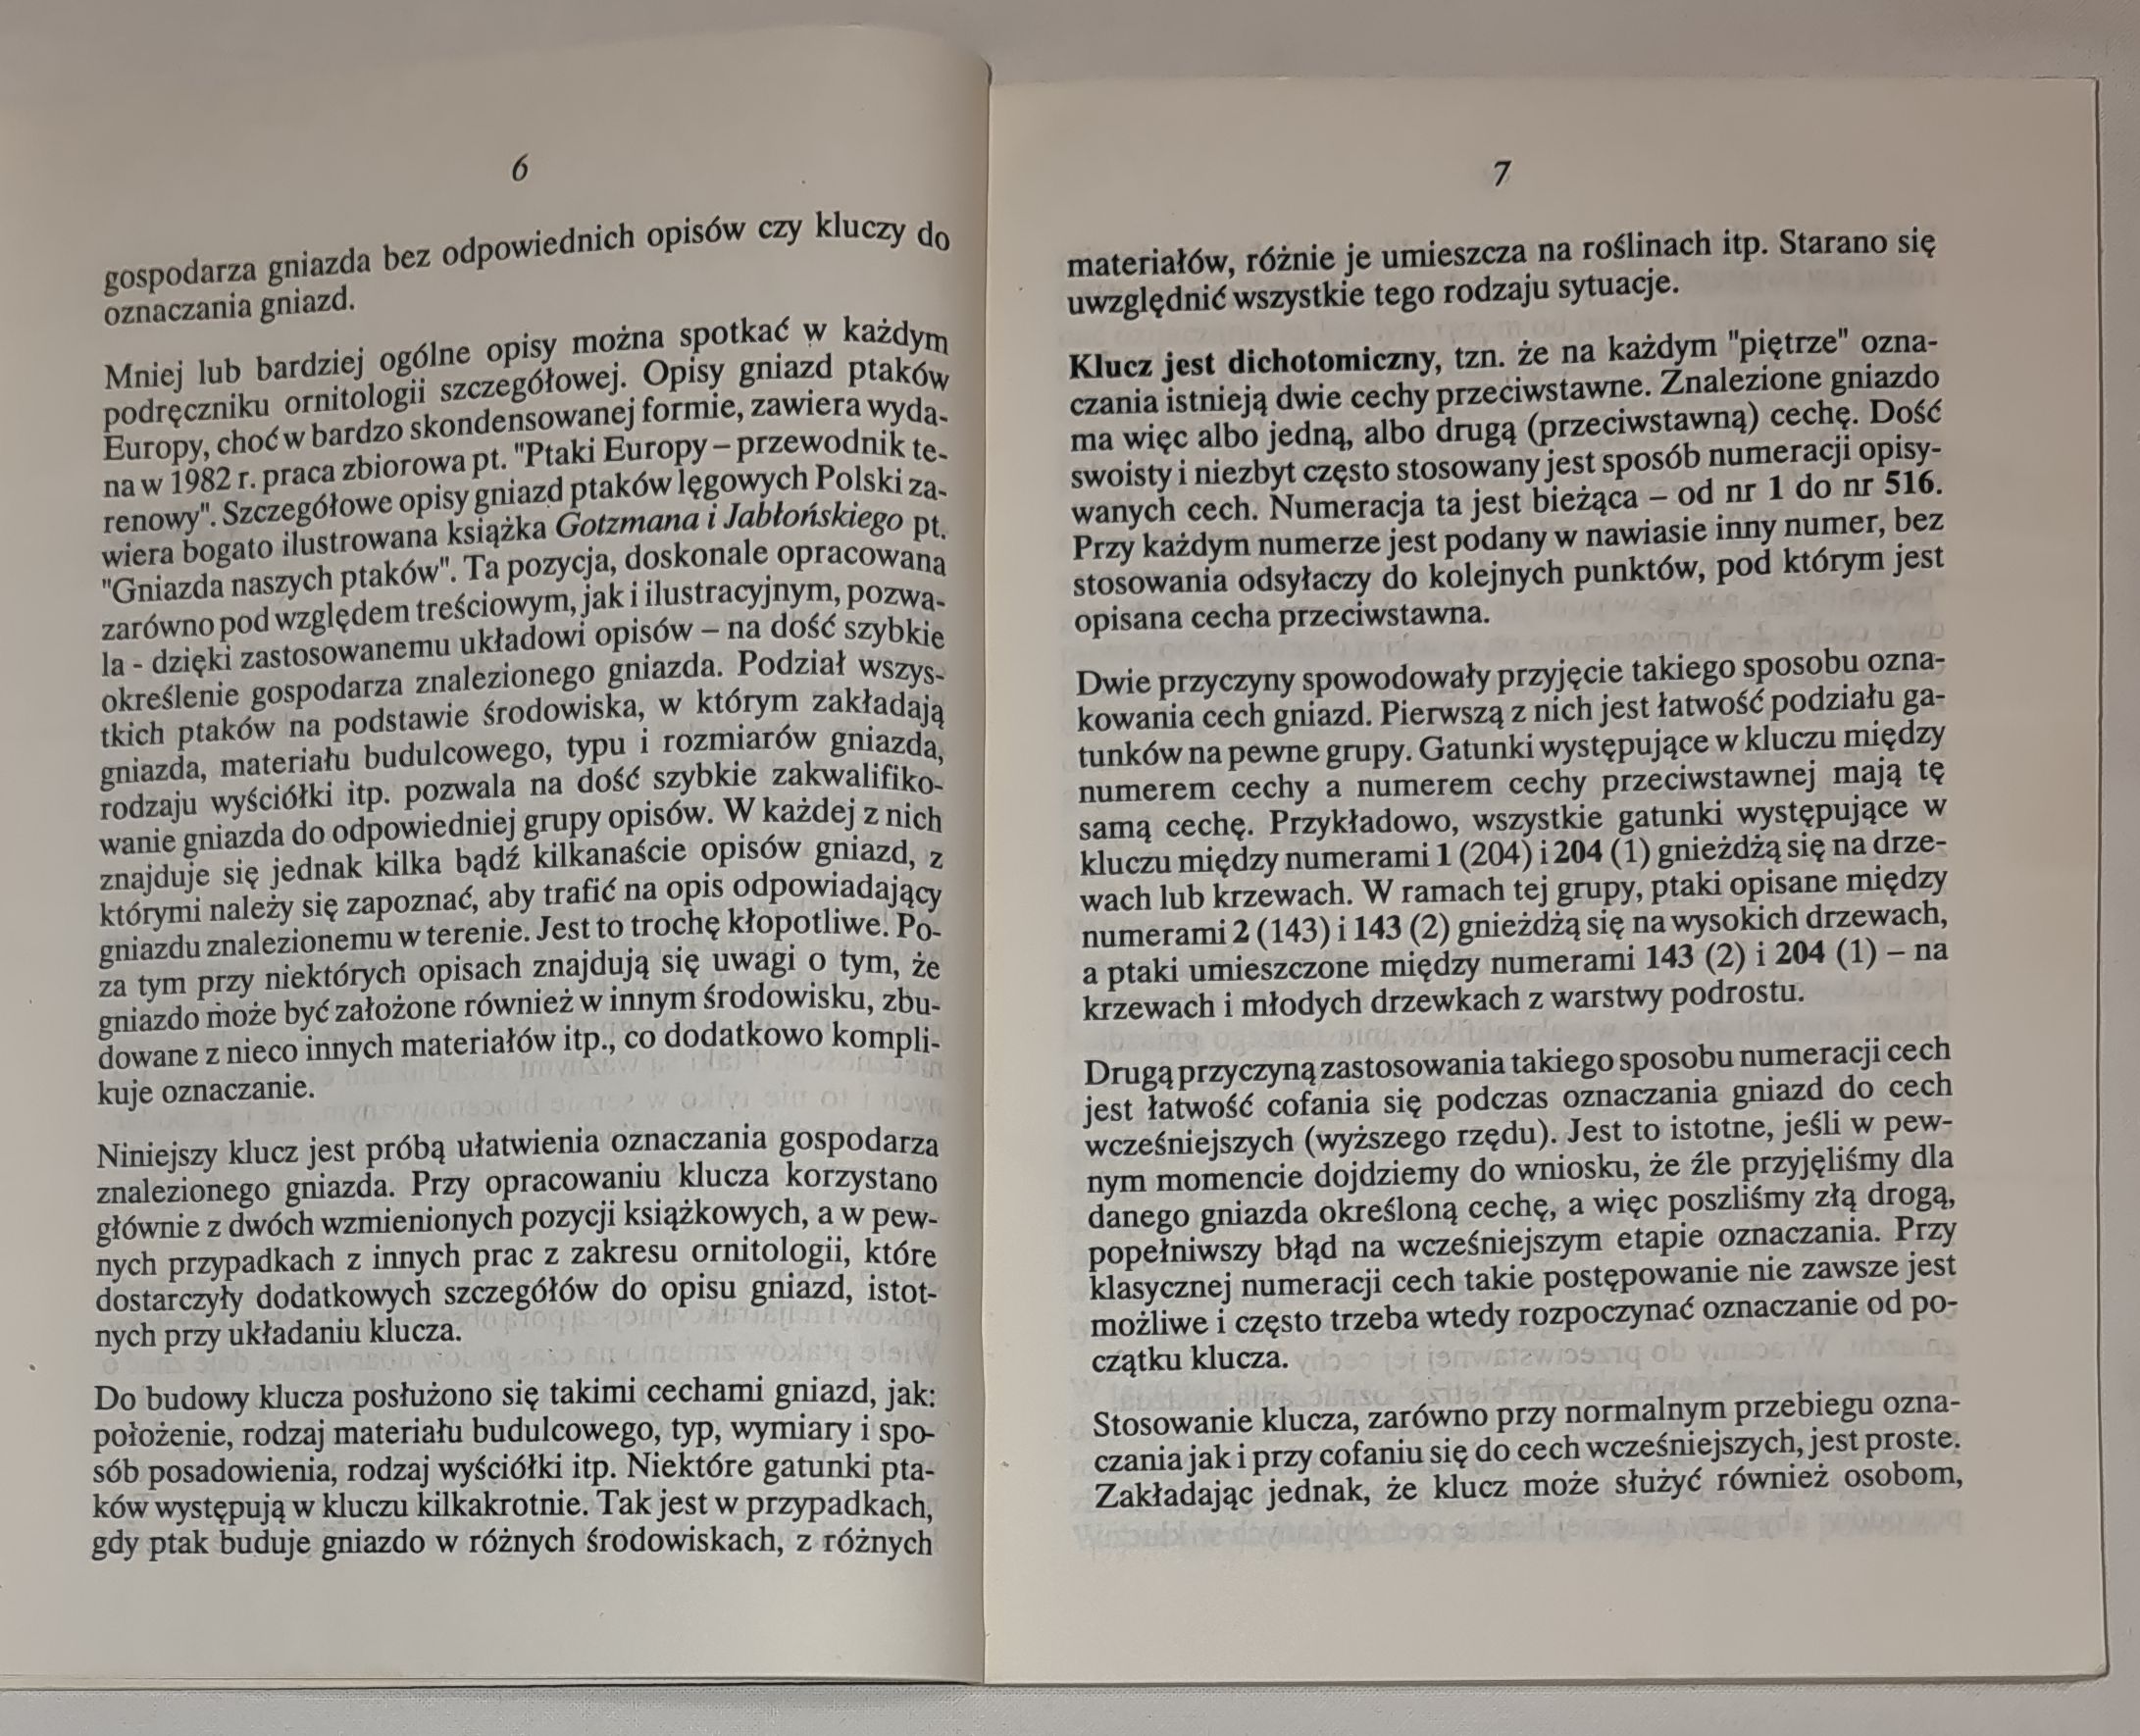 6
gospodarza gniazda bez odpowiednich opisów czy kluczy do
oznaczania gniazd.
Mniej lub bardziej ogólne opisy można spotkać w każdym
podręczniku ornitologii szczegółowej. Opisy gniazd ptaków
Europy, choć w bardzo skondensowanej formie, zawiera wyda-
na w 1982 r. praca zbiorowa pt. "Ptaki Europy – przewodnik te-
renowy". Szczegółowe opisy gniazd ptaków lęgowych Polski za-
wiera bogato ilustrowana książka Gotzmana i Jabłońskiego pt.
"Gniazda naszych ptaków". Ta pozycja, doskonale opracowana
zarówno pod względem treściowym, jak i ilustracyjnym, pozwa-
la - dzięki zastosowanemu układowi opisów – na dość szybkie
określenie gospodarza znalezionego gniazda. Podział wszys-
tkich ptaków na podstawie środowiska, w którym zakładają
gniazda, materiału budulcowego, typu i rozmiarów gniazda,
rodzaju wyściółki itp. pozwala na dość szybkie zakwalifiko-
wanie gniazda do odpowiedniej grupy opisów. W każdej z nich
znajduje się jednak kilka bądź kilkanaście opisów gniazd, z
którymi należy się zapoznać, aby trafić na opis odpowiadający
gniazdu znalezionemu w terenie. Jest to trochę kłopotliwe. Po-
za tym przy niektórych opisach znajdują się uwagi o tym, że
gniazdo może być założone również w innym środowisku, zbu-
dowane z nieco innych materiałów itp., co dodatkowo kompli-
kuje oznaczanie.
Niniejszy klucz jest próbą ułatwienia oznaczania gospodarza
znalezionego gniazda. Przy opracowaniu klucza korzystano
głównie z dwóch wzmienionych pozycji książkowych, a w pew-
nych przypadkach z innych prac z zakresu ornitologii, które
dostarczyły dodatkowych szczegółów do opisu gniazd, istot-
nych przy układaniu klucza.
Do budowy klucza posłużono się takimi cechami gniazd, jak:
położenie, rodzaj materiału budulcowego, typ, wymiary i spo-
sób posadowienia, rodzaj wyściółki itp. Niektóre gatunki pta-
ków występują w kluczu kilkakrotnie. Tak jest w przypadkach,
gdy ptak buduje gniazdo w różnych środowiskach, z różnych
7
materiałów, różnie je umieszcza na roślinach itp. Starano się
uwzględnić wszystkie tego rodzaju sytuacje.
Klucz jest dichotomiczny, tzn. że na każdym "piętrze" ozna-
czania istnieją dwie cechy przeciwstawne. Znalezione gniazdo
ma więc albo jedną, albo drugą (przeciwstawną) cechę. Dość
swoisty i niezbyt często stosowany jest sposób numeracji opisy-
wanych cech. Numeracja ta jest bieżąca – od nr 1 do nr 516.
Przy każdym numerze jest podany w nawiasie inny numer, bez
stosowania odsyłaczy do kolejnych punktów, pod którym jest
opisana cecha przeciwstawna.
Dwie przyczyny spowodowały przyjęcie takiego sposobu ozna-
kowania cech gniazd. Pierwszą z nich jest łatwość podziału ga-
tunków na pewne grupy. Gatunki występujące w kluczu między
numerem cechy a numerem cechy przeciwstawnej mają tę
samą cechę. Przykładowo, wszystkie gatunki występujące w
kluczu między numerami 1 (204) i 204 (1) gnieżdżą się na drze-
wach lub krzewach. W ramach tej grupy, ptaki opisane między
numerami 2 (143) i 143 (2) gnieżdżą się na wysokich drzewach,
a ptaki umieszczone między numerami 143 (2) i 204 (1) – na
krzewach i młodych drzewkach z warstwy podrostu.
Drugą przyczyną zastosowania takiego sposobu numeracji cech
jest łatwość cofania się podczas oznaczania gniazd do cech
wcześniejszych (wyższego rzędu). Jest to istotne, jeśli w pew-
nym momencie dojdziemy do wniosku, że źle przyjęliśmy dla
danego gniazda określoną cechę, a więc poszliśmy złą drogą,
popełniwszy błąd na wcześniejszym etapie oznaczania. Przy
klasycznej numeracji cech takie postępowanie nie zawsze jest
możliwe i często trzeba wtedy rozpoczynać oznaczanie od po-
czątku klucza.
Stosowanie klucza, zarówno przy normalnym przebiegu ozna-
czania jak i przy cofaniu się do cech wcześniejszych, jest proste.
Zakładając jednak, że klucz może służyć również osobom,